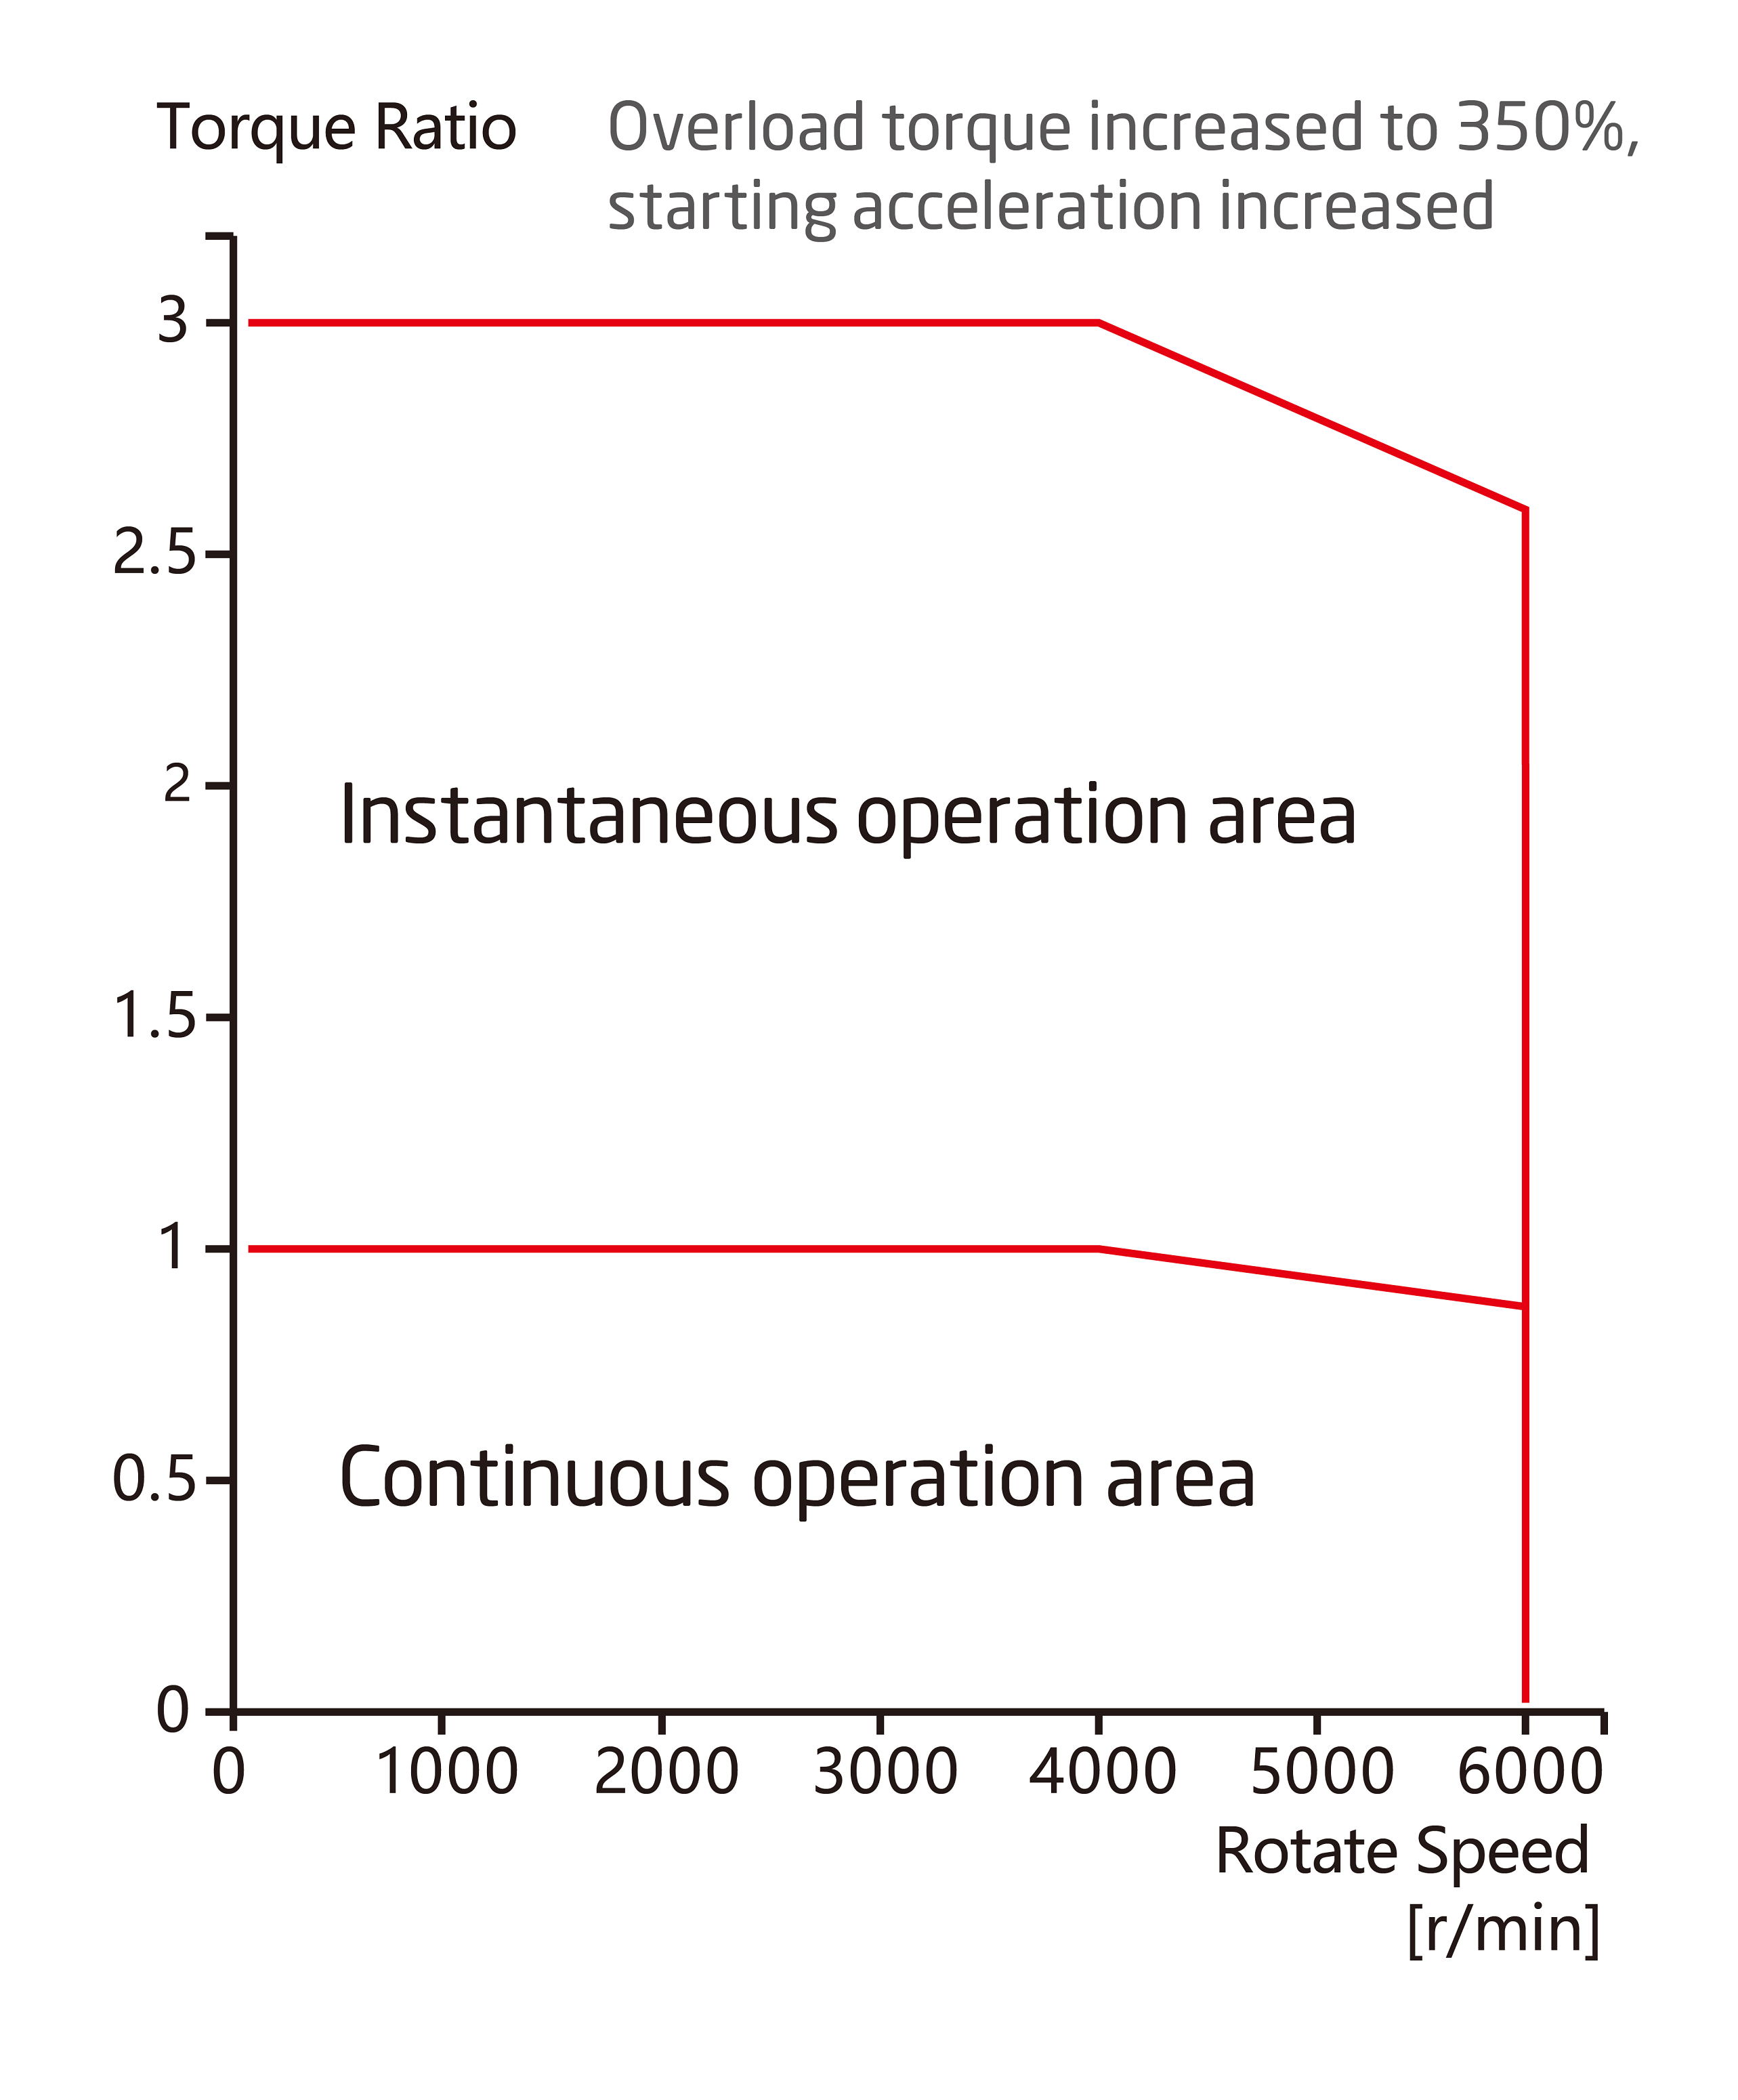 Torque Ratio
Overload torque increased to 350%,
starting acceleration increased
3
2.5
2
Instantaneous operation area
1.5
1
0.5
Continuous operation area
0
0 1000 2000 3000 4000 5000 6000
Rotate Speed
[r/min]